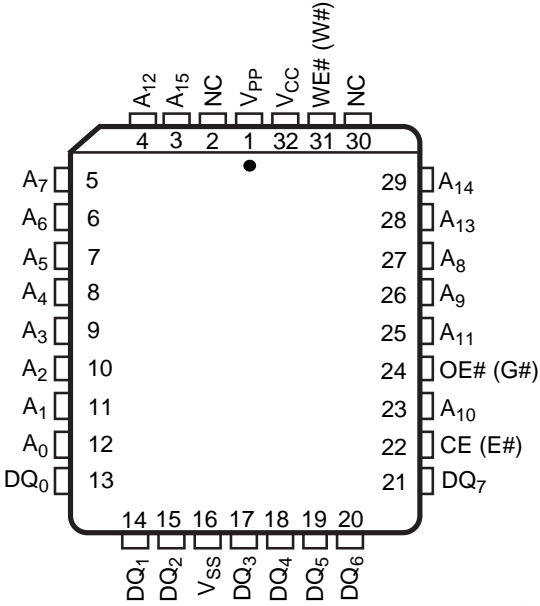 A12 A15 NC VPP VCC WE# (W#) NC
4 3 2 1 32 31 30
A7 5 29 A14
A6 6 28 A13
A5 7 27 A8
A4 8 26 A9
A3 9 25 A11
A2 10 24 OE# (G#)
A1 11 23 A10
A0 12 22 CE (E#)
DQ0 13 21 DQ7
14 15 16 17 18 19 20
DQ1 DQ2 VSS DQ3 DQ4 DQ5 DQ6